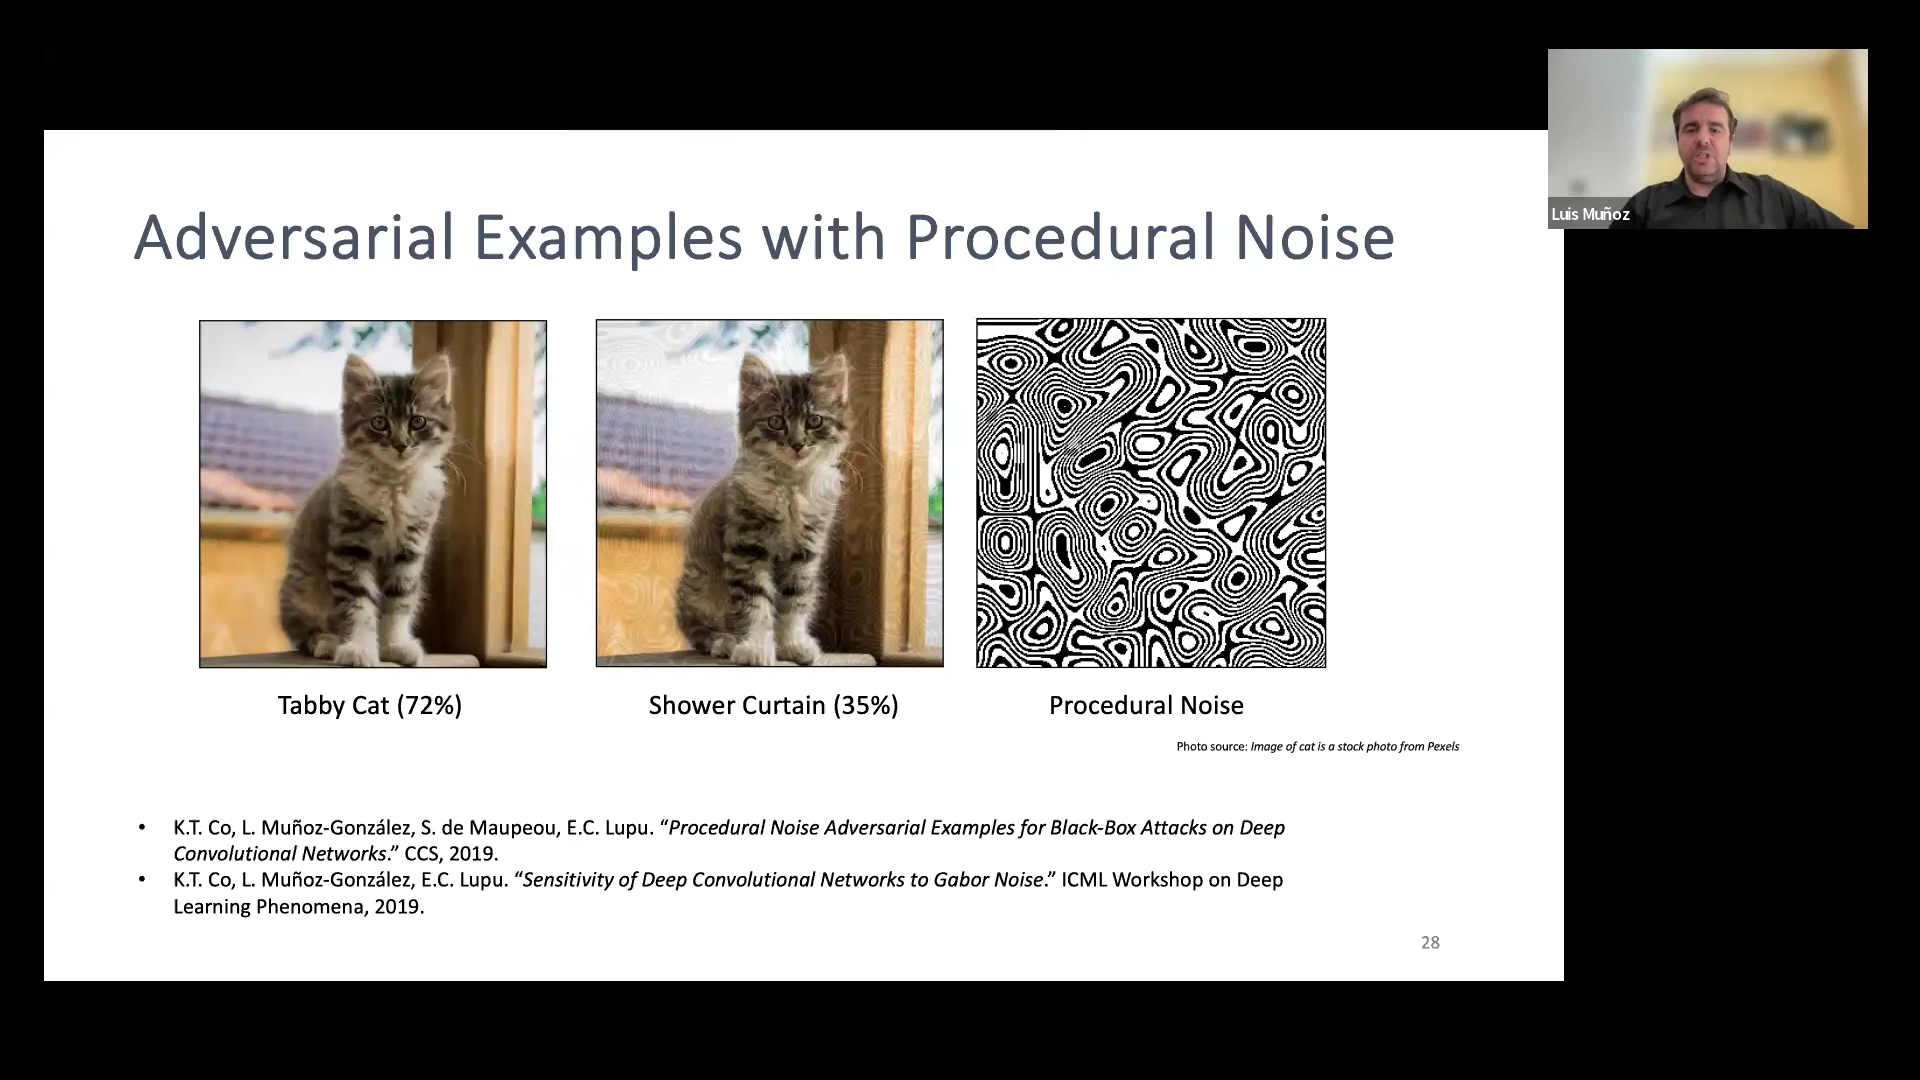 Luis Muñoz
Adversarial Examples with Procedural Noise
Tabby Cat (72%)
Shower Curtain (35%)
Procedural Noise
Photo source: Image of cat is a stock photo from Pexels
• K.T. Co, L. Muñoz-González, S. de Maupeou, E.C. Lupu. “Procedural Noise Adversarial Examples for Black-Box Attacks on Deep
Convolutional Networks.” CCS, 2019.
• K.T. Co, L. Muñoz-González, E.C. Lupu. “Sensitivity of Deep Convolutional Networks to Gabor Noise.” ICML Workshop on Deep
Learning Phenomena, 2019.
28